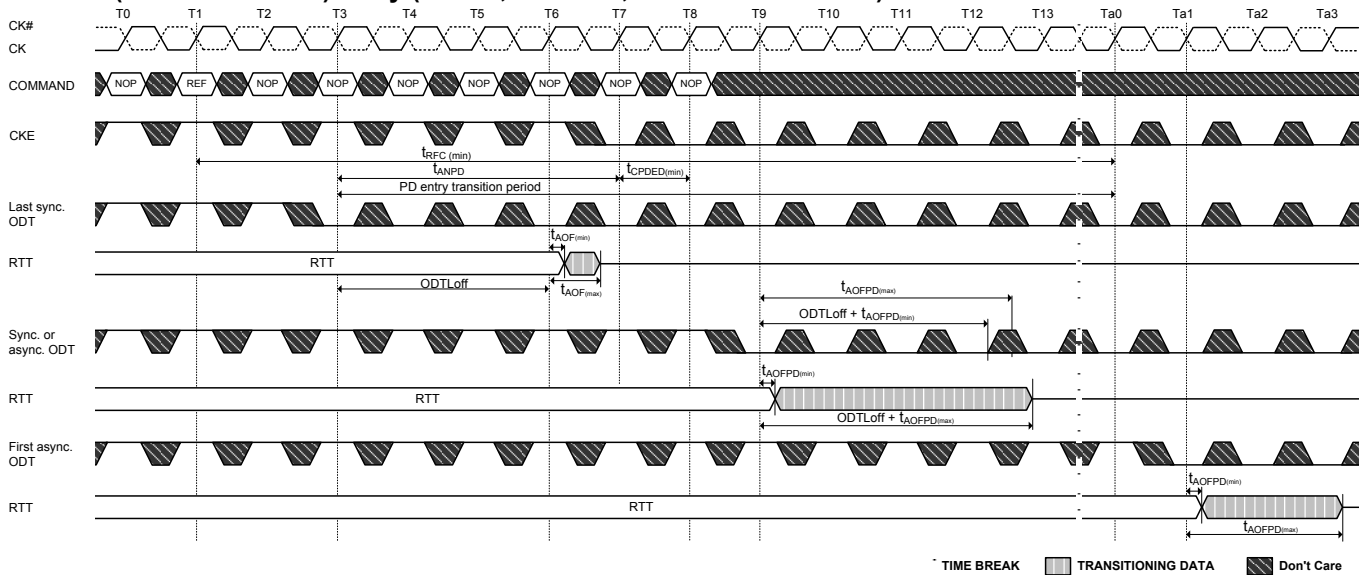 T0 T1 T2 T3 T4 T5 T6 T7 T8 T9 T10 T11 T12 T13 Ta0 Ta1 Ta2 Ta3
CK#
CK
COMMAND NOP REF NOP NOP NOP NOP NOP NOP NOP
CKE
tRFC (min)
tANPD tCPDED(min)
PD entry transition period
Last sync.
ODT
tAOF(min)
RTT RTT
ODTLoff tAOF(max)
tAOFPD(max)
ODTLoff + tAOFPD(min)
Sync. or
async. ODT
tAOFPD(min)
RTT RTT
ODTLoff + tAOFPD(max)
First async.
ODT
tAOFPD(min)
RTT RTT
tAOFPD(max)
TIME BREAK TRANSITIONING DATA Don't Care